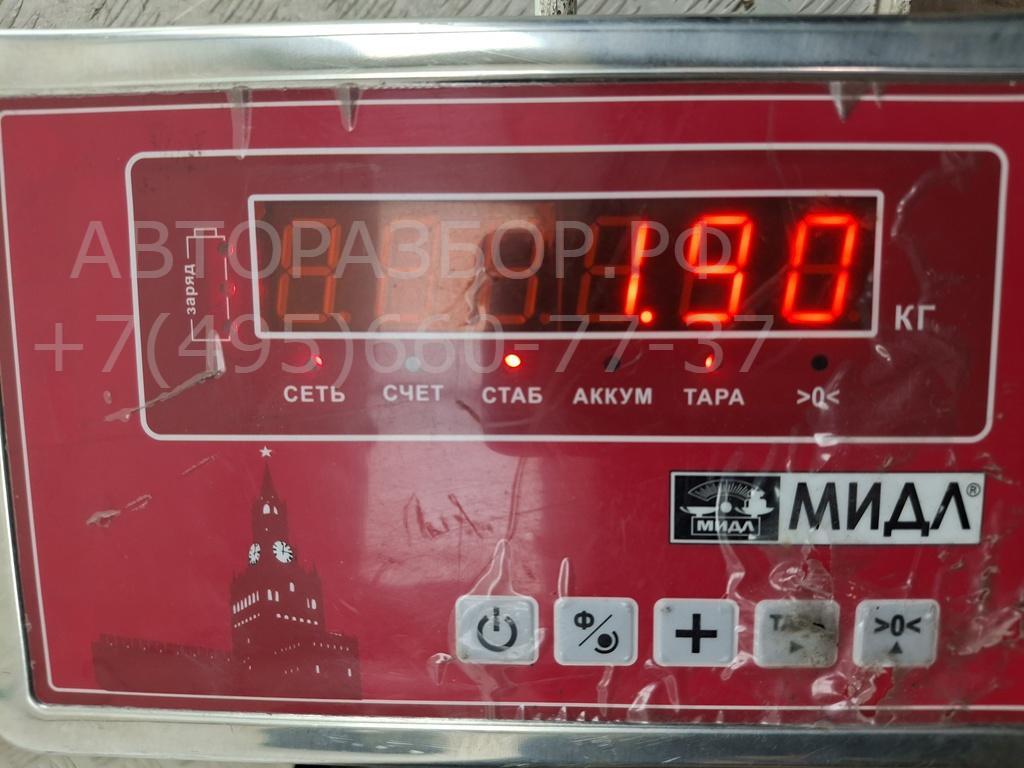 АВТОРАЗБОР.РФ
заряд
1.90
КГ
+7(495)660-77-37
СЕТЬ СЧЕТ СТАБ АККУМ ТАРА >0<
МИДЛ МИДЛ®
Ф + >0<